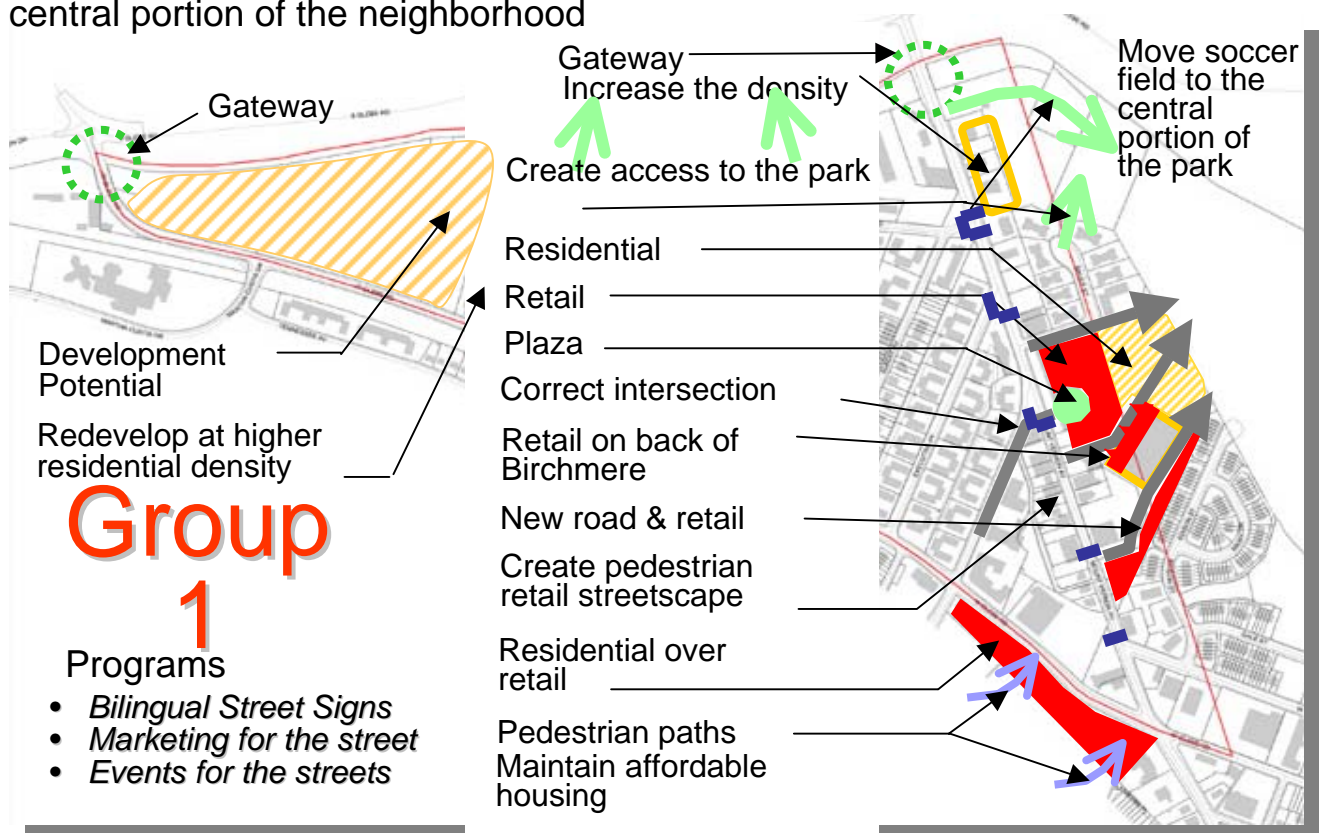 central portion of the neighborhood
Gateway
Gateway
Increase the density
Create access to the park
Move soccer
field to the
central
portion of
the park
Residential
Retail
Plaza
Correct intersection
Retail on back of
Birchmere
New road & retail
Create pedestrian
retail streetscape
Residential over
retail
Pedestrian paths
Maintain affordable
housing
Development
Potential
Redevelop at higher
residential density
Group
1
Programs
• Bilingual Street Signs
• Marketing for the street
• Events for the streets